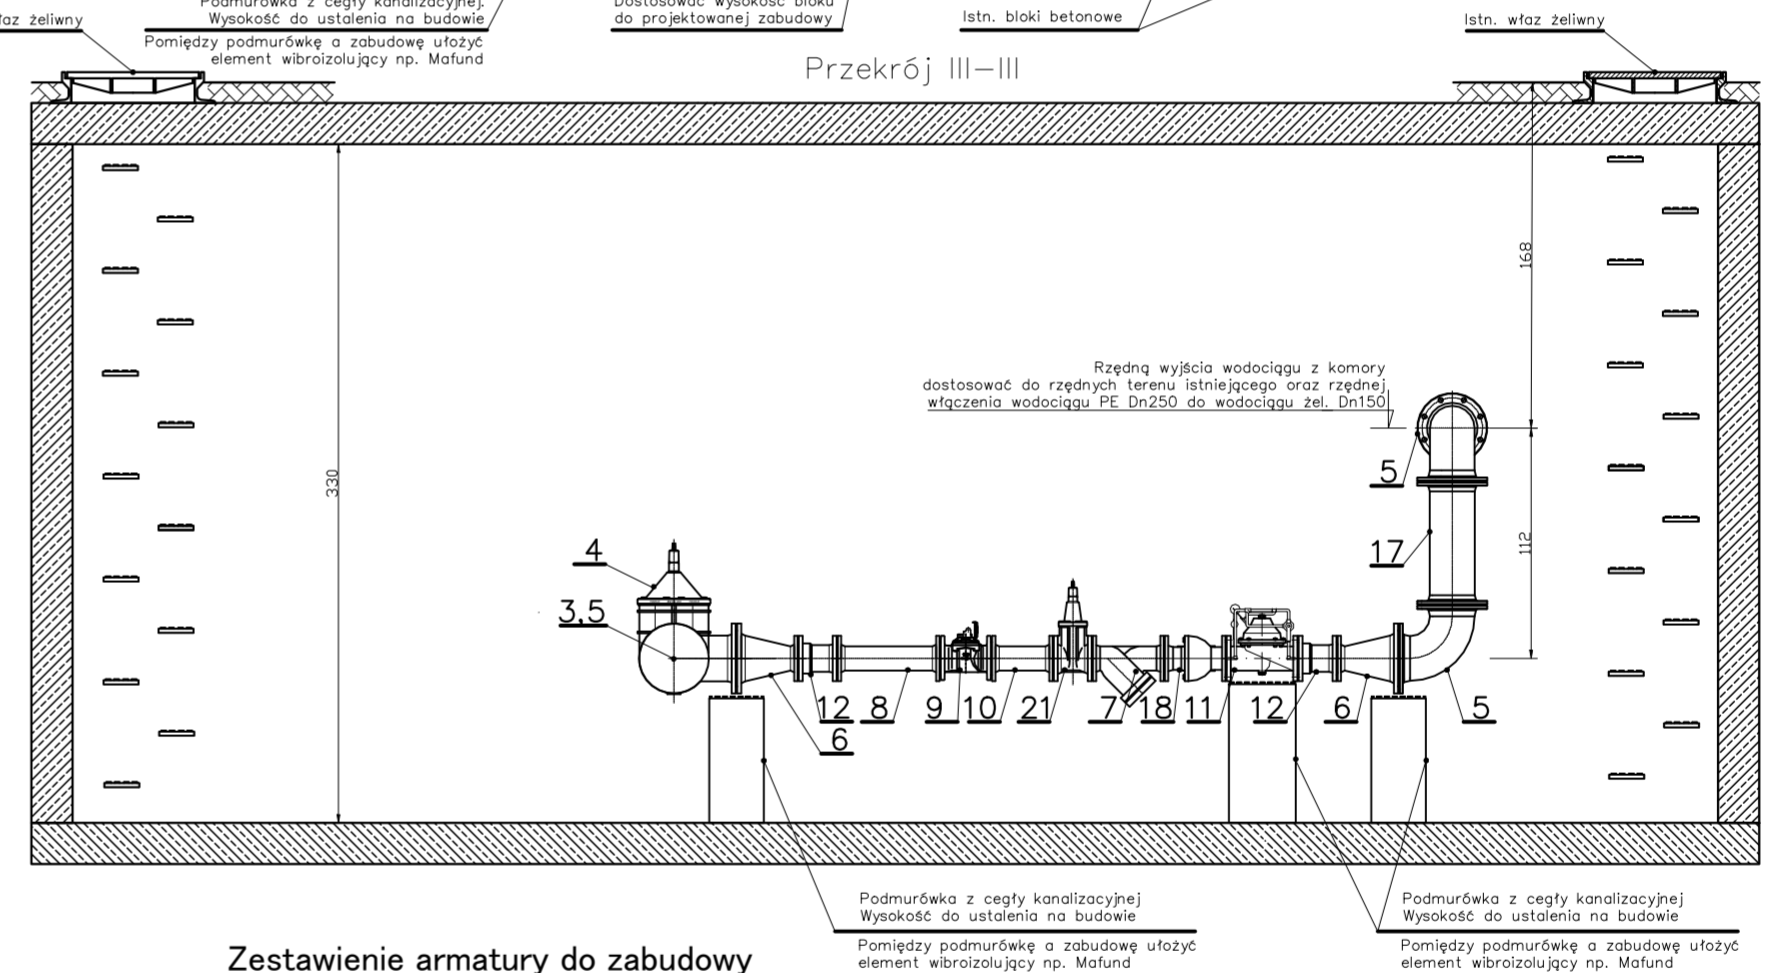 Podmurówka z cegły kanalizacyjnej.
Wysokość do ustalenia na budowie
Pomiędzy podmurówkę a zabudowę ułożyć
element wibroizolujący np. Mafund
żeliwny
Dostosować wysokość bloku
do projektowanej zabudowy
Istn. bloki betonowe
Istn. właz żeliwny
Przekrój III-III
168
330
Rzędną wyjścia wodociągu z komory
dostosować do rzędnych terenu istniejącego oraz rzędnej
włączenia wodociągu PE Dn250 do wodociągu żel. Dn150
5
17
112
4
3,5
12
8
9
10
21
7
18
11
12
6
5
6
Podmurówka z cegły kanalizacyjnej
Wysokość do ustalenia na budowie
Pomiędzy podmurówkę a zabudowę ułożyć
element wibroizolujący np. Mafund
Podmurówka z cegły kanalizacyjnej
Wysokość do ustalenia na budowie
Pomiędzy podmurówkę a zabudowę ułożyć
element wibroizolujący np. Mafund
Zestawienie armatury do zabudowy